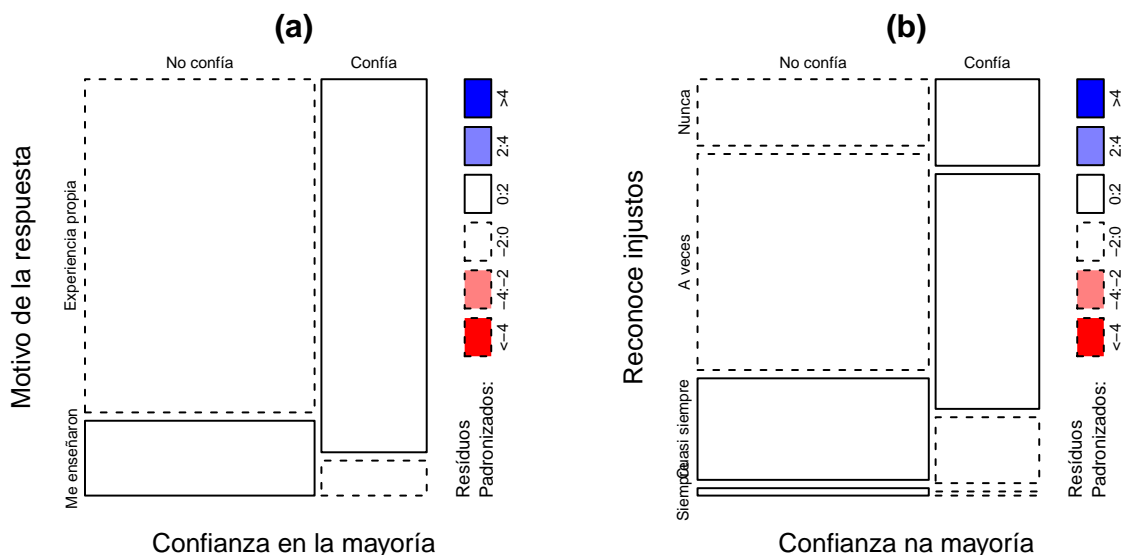 (a)
No confía
Confía
Motivo de la respuesta
Experiencia propia
Me enseñaron
Confianza en la mayoría
Resíduos
Padronizados:
<−4
−4:−2
−2:0
0:2
2:4
>4
(b)
No confía
Confía
Reconoce injustos
Nunca
A veces
Cuasi siempre
Siempre
Confianza na mayoría
Resíduos
Padronizados:
<−4
−4:−2
−2:0
0:2
2:4
>4